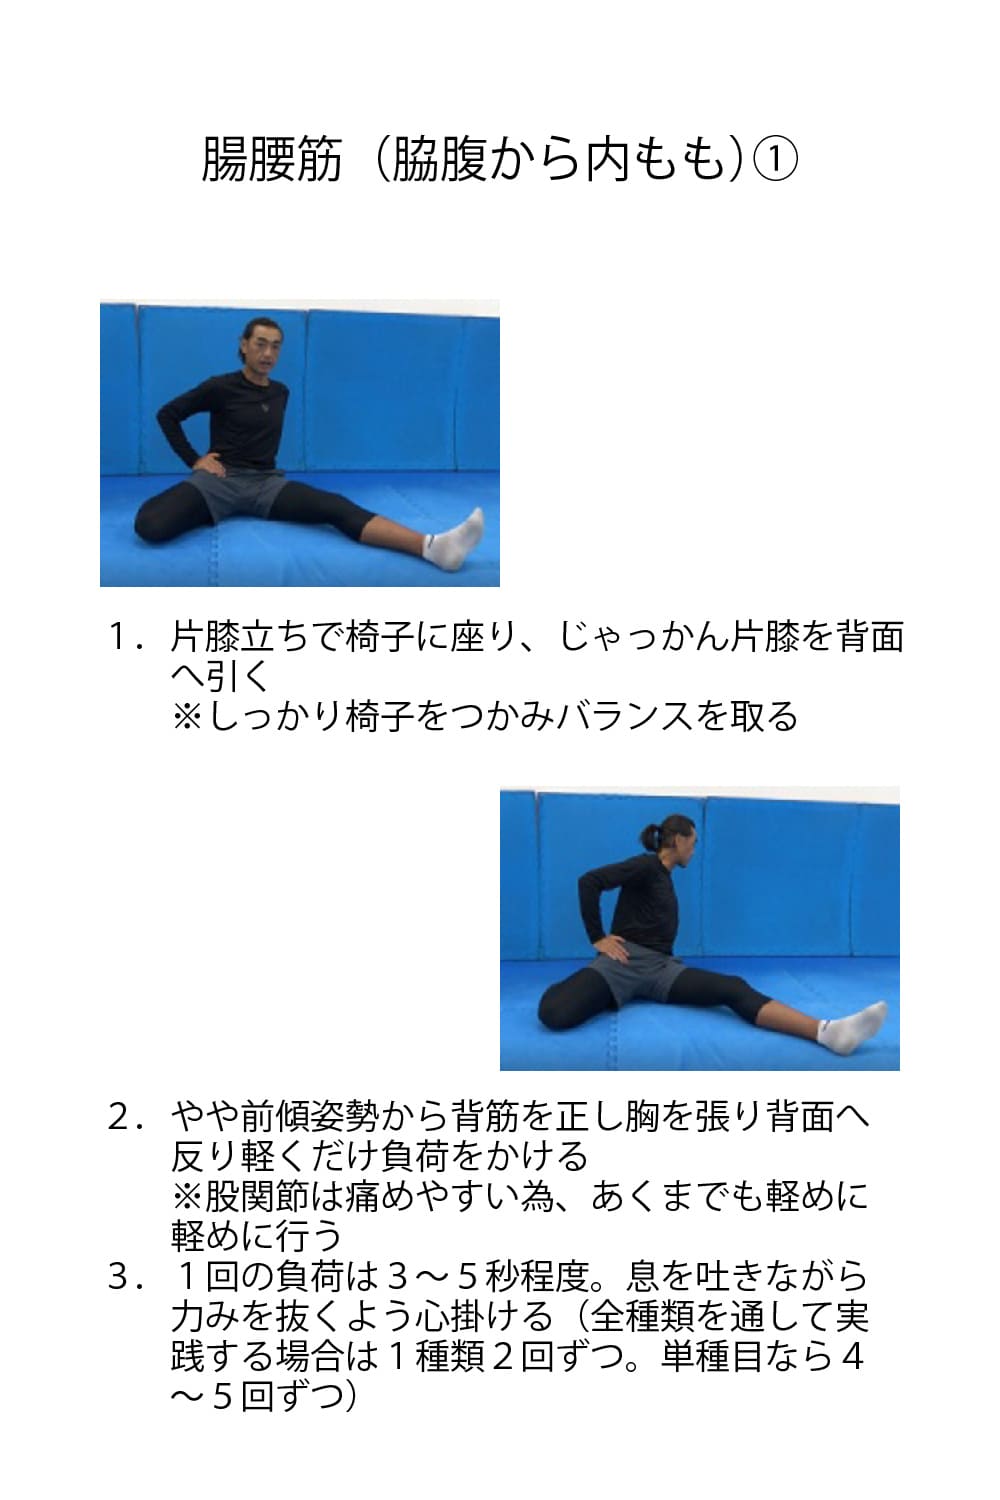 腸腰筋（脇腹から内もも）①
１．片膝立ちで椅子に座り、じゃっかん片膝を背面
へ引く
※しっかり椅子をつかみバランスを取る
２．やや前傾姿勢から背筋を正し胸を張り背面へ
反り軽くだけ負荷をかける
※股関節は痛めやすい為、あくまでも軽めに
軽めに行う
３．１回の負荷は３～５秒程度。息を吐きながら
力みを抜くよう心掛ける（全種類を通して実
践する場合は１種類２回ずつ。単種目なら４
～５回ずつ）